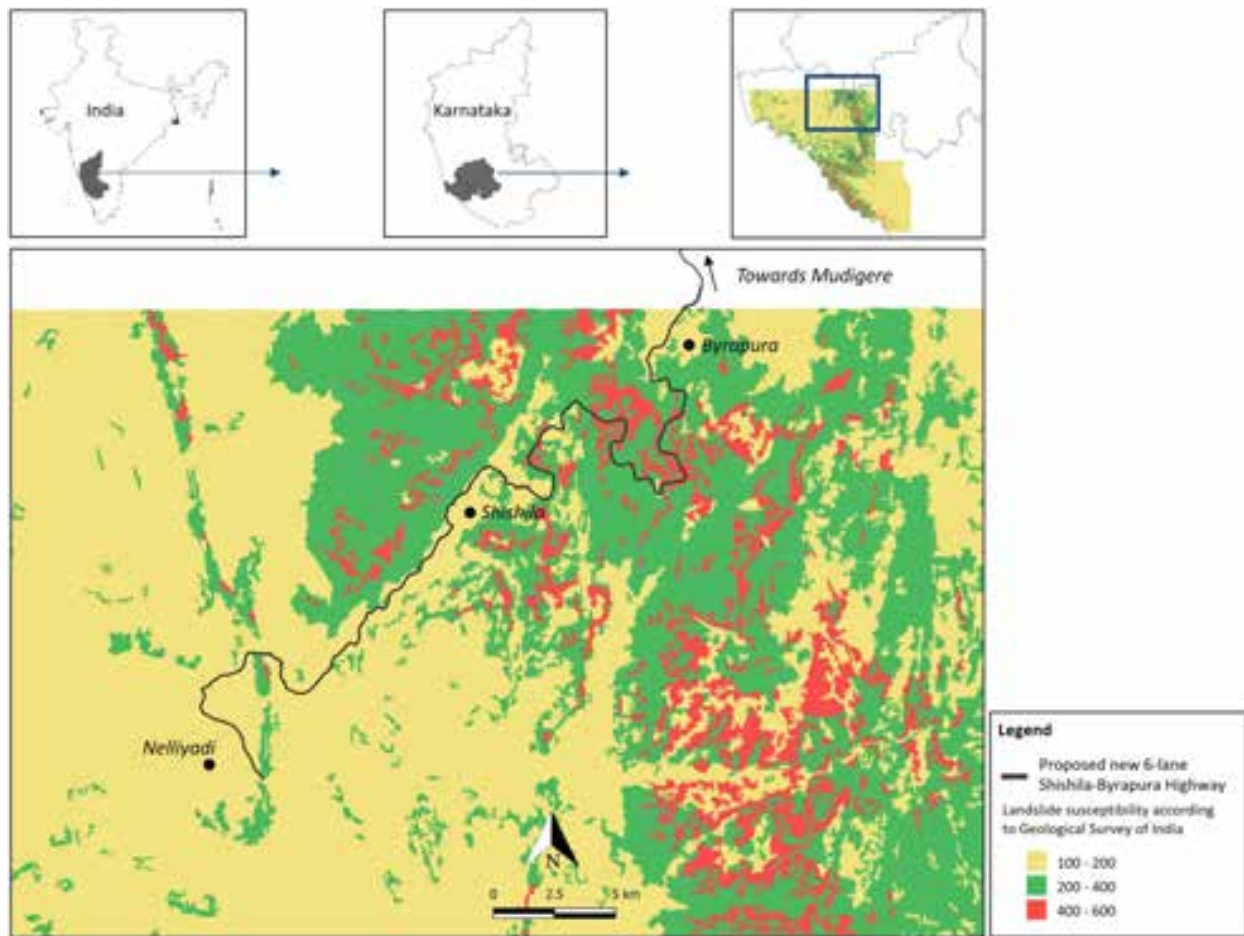 India
Karnataka
Towards Mudigere
Byrapura
Shishila
Nelliyadi
N
0 2.5 5 km
Legend
Proposed new 6-lane
Shishila-Byrapura Highway
Landslide susceptibility according
to Geological Survey of India
100 - 200
200 - 400
400 - 600